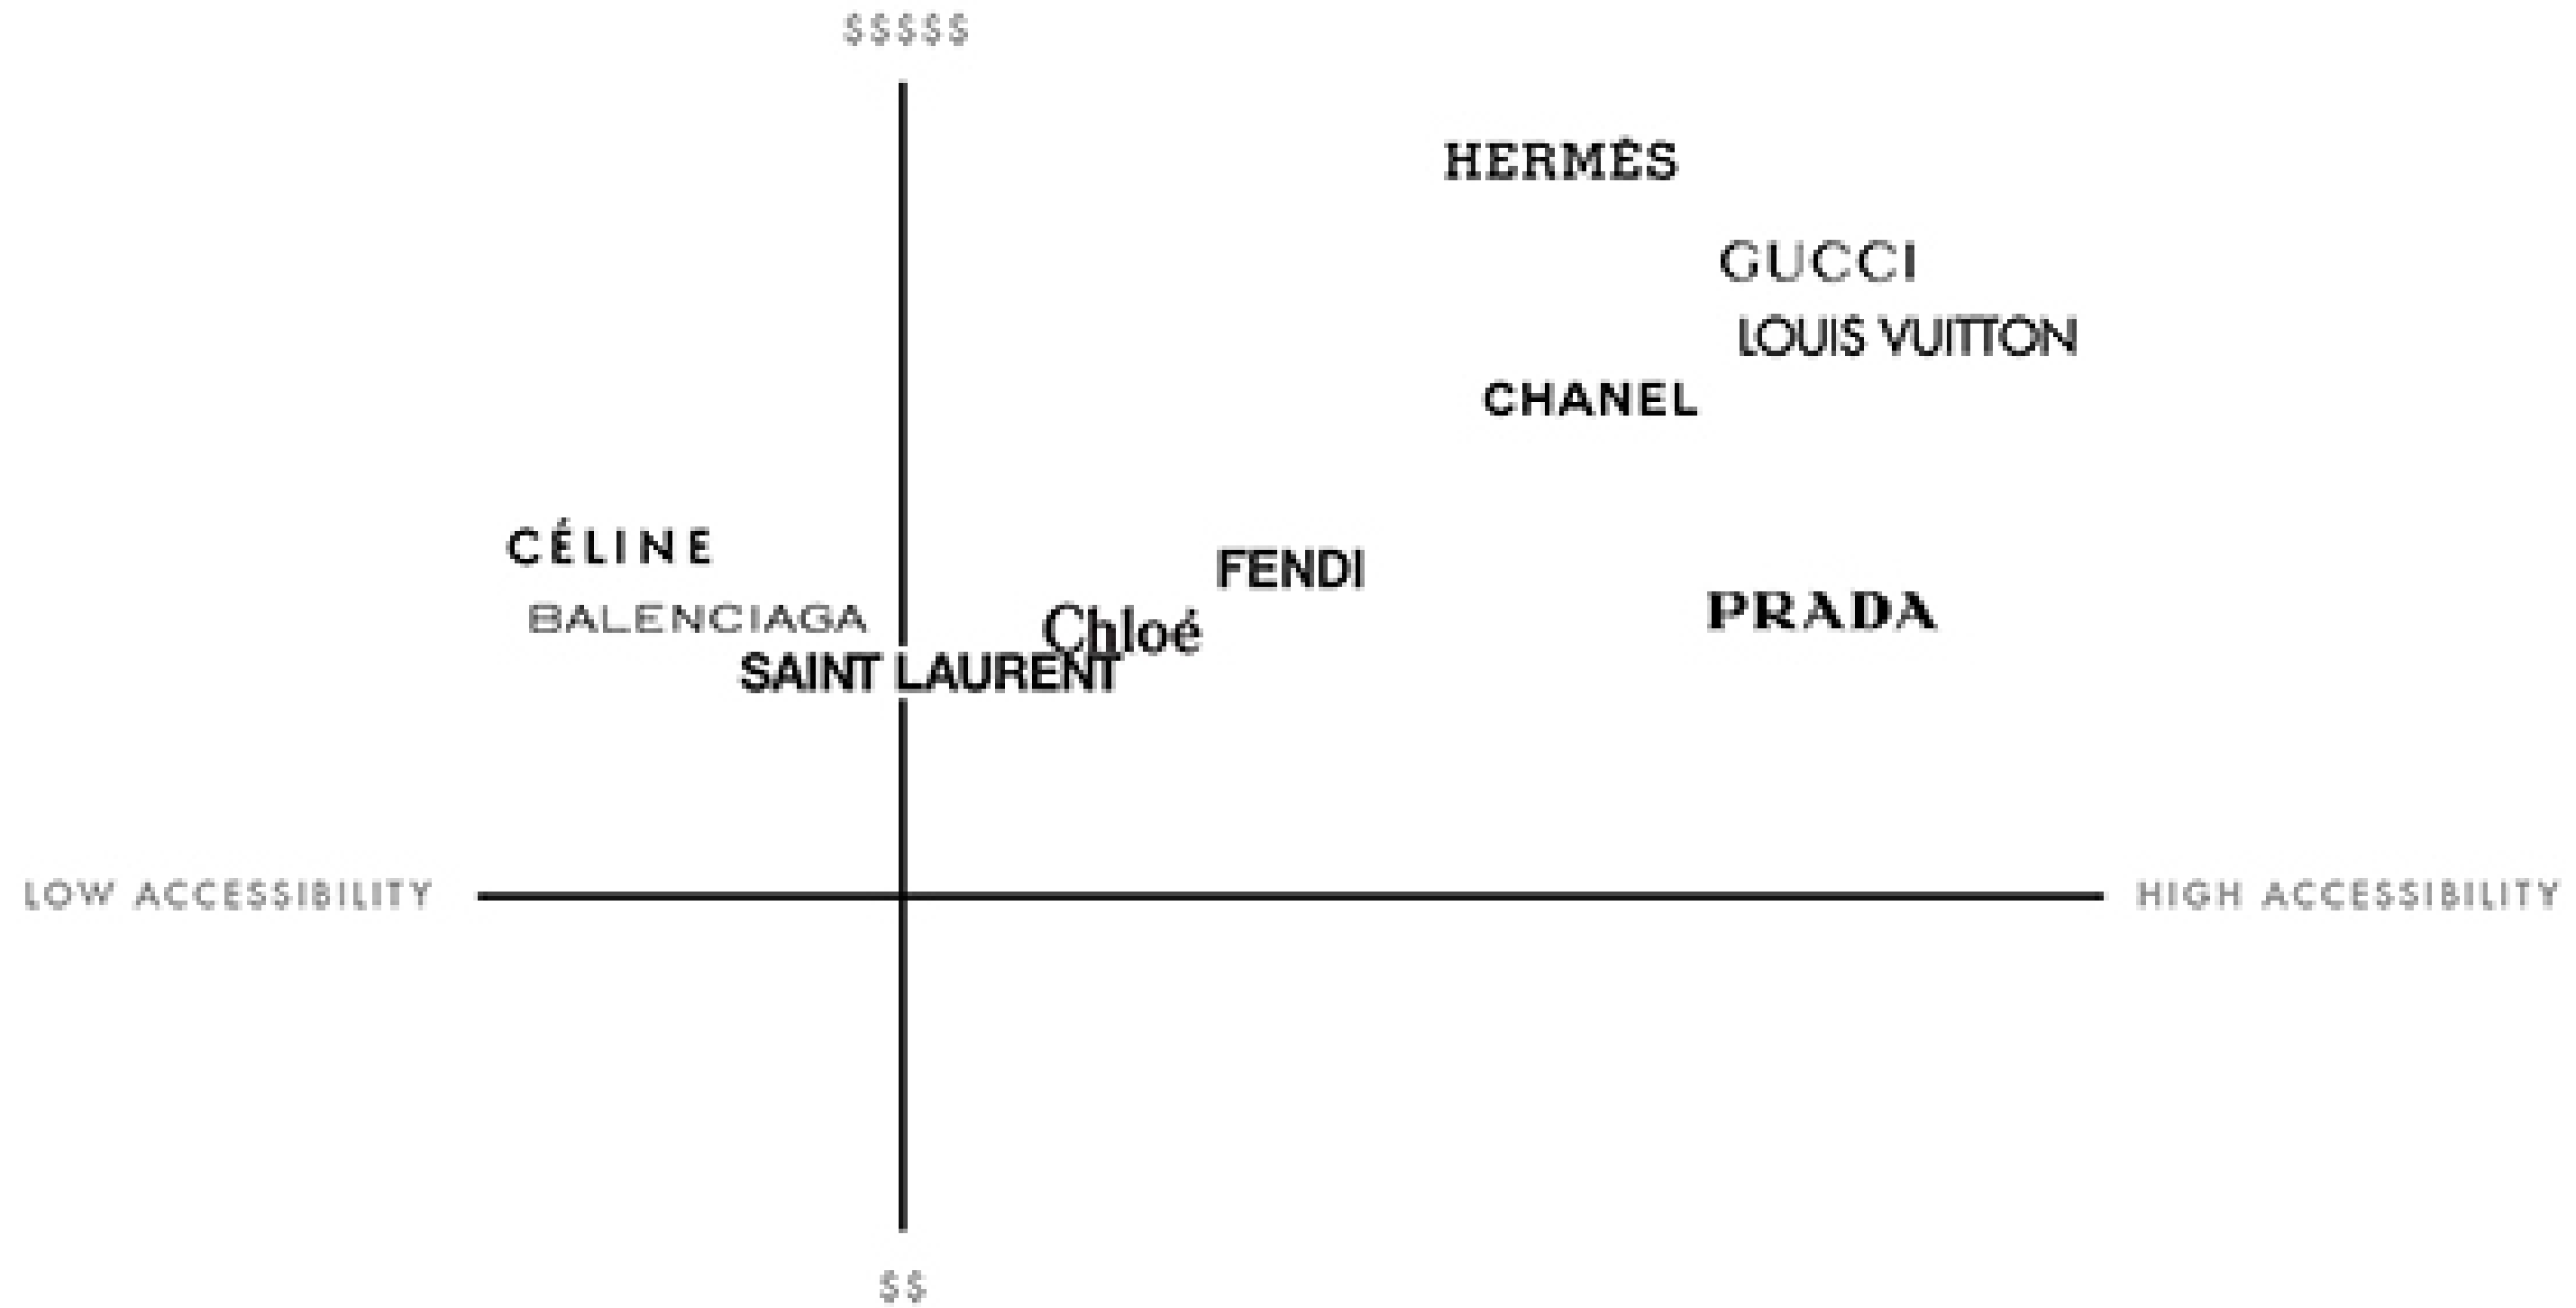 $$$$$
HERMÈS
GUCCI
LOUIS VUITTON
CHANEL
CÉLINE
FENDI
BALENCIAGA
Chloé
PRADA
SAINT LAURENT
LOW ACCESSIBILITY
HIGH ACCESSIBILITY
$$